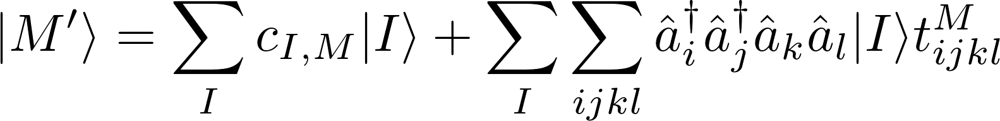 |M′⟩ = ∑_I c_{I,M}|I⟩ + ∑_I ∑_{ijkl} â_i^† â_j^† â_k â_l |I⟩ t_{ijkl}^M